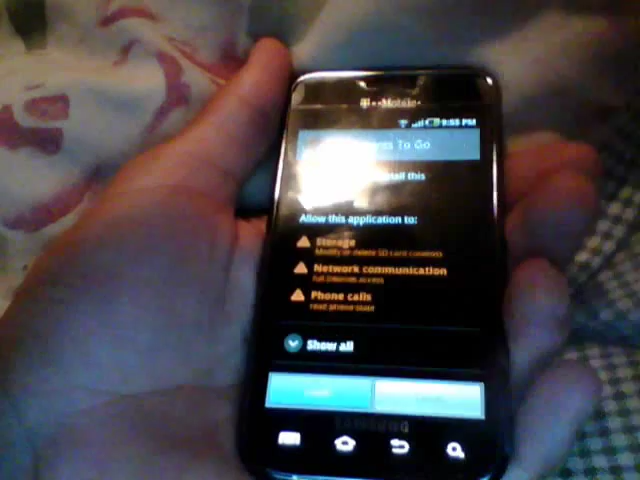 T··Mobile·
9:55 PM
To Go
this
Allow this application to:
Storage
Modify or delete SD card contents
Network communication
full Internet access
Phone calls
read phone state
Show all
SAMSUNG